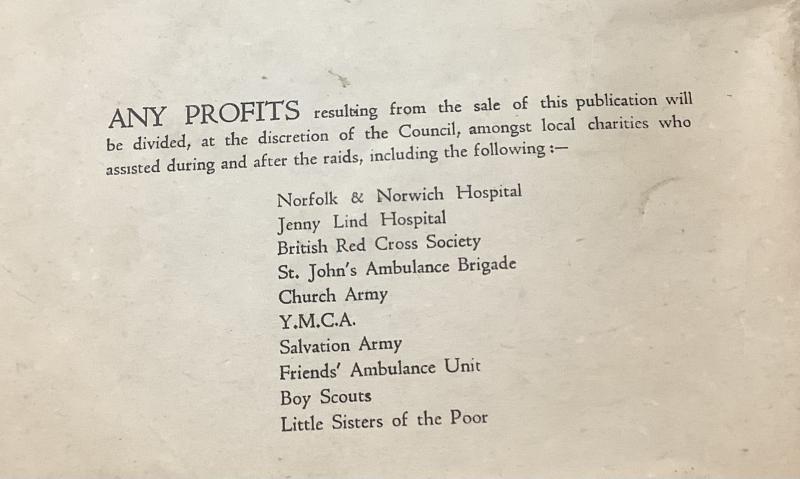 ANY PROFITS resulting from the sale of this publication will
be divided, at the discretion of the Council, amongst local charities who
assisted during and after the raids, including the following :—
Norfolk & Norwich Hospital
Jenny Lind Hospital
British Red Cross Society
St. John's Ambulance Brigade
Church Army
Y.M.C.A.
Salvation Army
Friends' Ambulance Unit
Boy Scouts
Little Sisters of the Poor